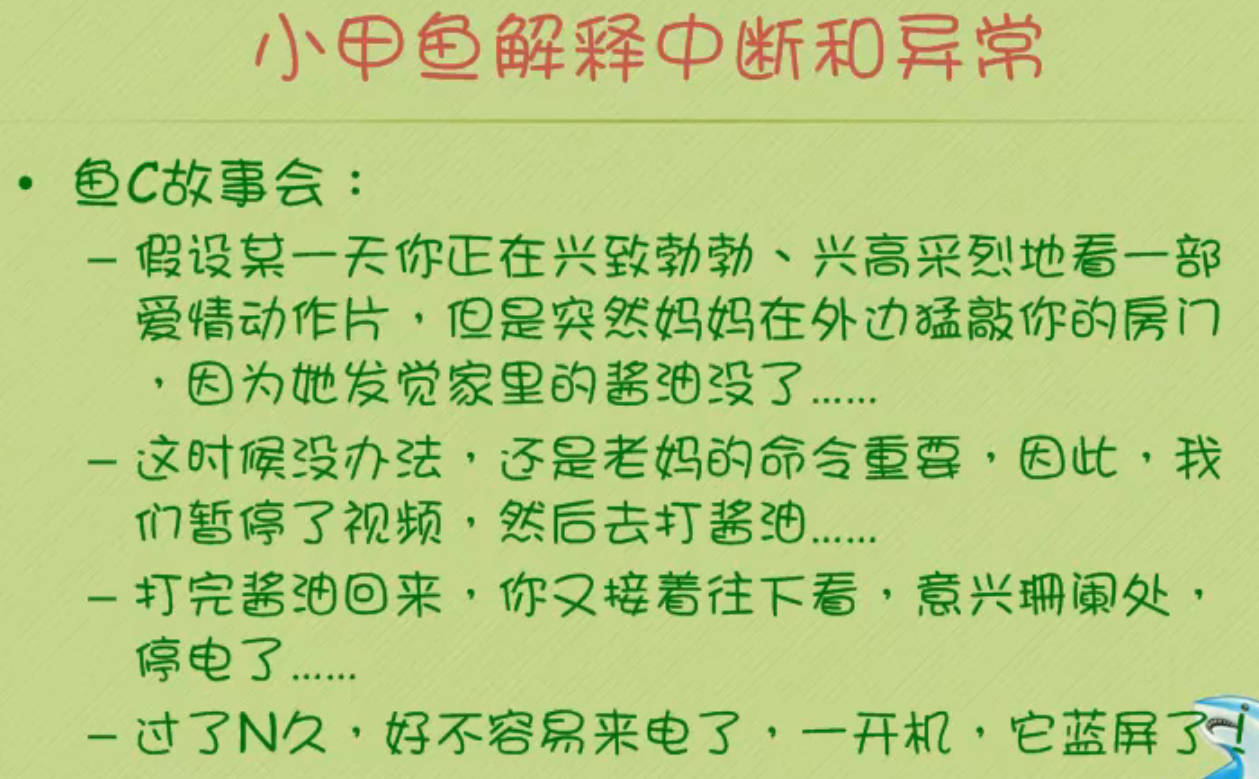 小甲鱼解释中断和异常
• 鱼C故事会：
– 假设某一天你正在兴致勃勃、兴高采烈地看一部
爱情动作片，但是突然妈妈在外边猛敲你的房门
，因为她发觉家里的酱油没了……
– 这时候没办法，还是老妈的命令重要，因此，我
们暂停了视频，然后去打酱油……
– 打完酱油回来，你又接着往下看，意兴珊阑处，
停电了……
– 过了N久，好不容易来电了，一开机，它蓝屏了！